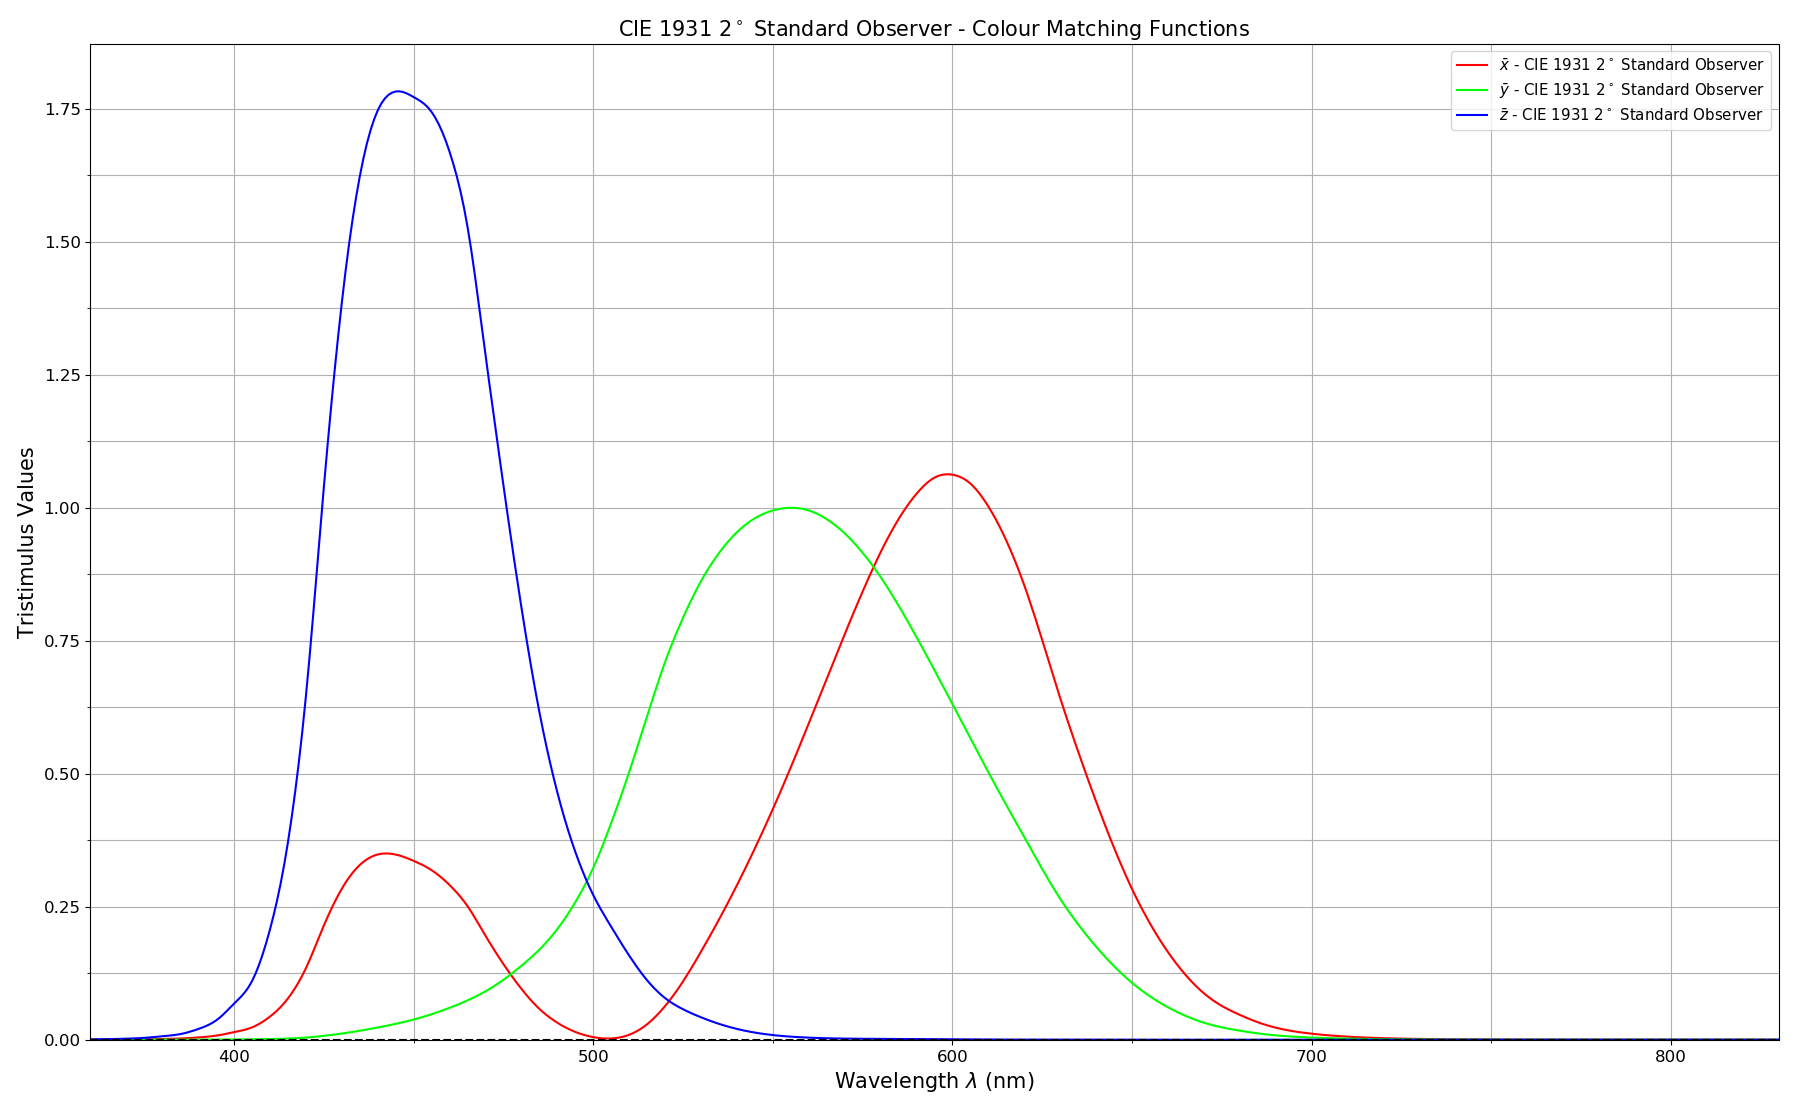 CIE 1931 2° Standard Observer - Colour Matching Functions
x̄ - CIE 1931 2° Standard Observer
ȳ - CIE 1931 2° Standard Observer
z̄ - CIE 1931 2° Standard Observer
Tristimulus Values
1.75
1.50
1.25
1.00
0.75
0.50
0.25
0.00
400 500 600 700 800
Wavelength λ (nm)